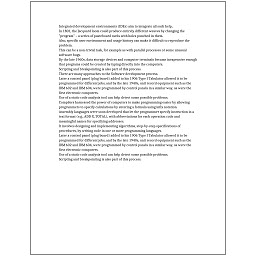 Integrated development environments (IDEs) aim to integrate all such help.
In 1801, the Jacquard loom could produce entirely different weaves by changing the
"program" – a series of pasteboard cards with holes punched in them.
Also, specific user environment and usage history can make it difficult to reproduce the
problem.
This can be a non-trivial task, for example as with parallel processes or some unusual
software bugs.
By the late 1960s, data storage devices and computer terminals became inexpensive enough
that programs could be created by typing directly into the computers.
Scripting and breakpointing is also part of this process.
There are many approaches to the Software development process.
Later a control panel (plug board) added to his 1906 Type I Tabulator allowed it to be
programmed for different jobs, and by the late 1940s, unit record equipment such as the
IBM 602 and IBM 604, were programmed by control panels in a similar way, as were the
first electronic computers.
Use of a static code analysis tool can help detect some possible problems.
Compilers harnessed the power of computers to make programming easier by allowing
programmers to specify calculations by entering a formula using infix notation.
Assembly languages were soon developed that let the programmer specify instruction in a
text format (e.g., ADD X, TOTAL), with abbreviations for each operation code and
meaningful names for specifying addresses.
It involves designing and implementing algorithms, step-by-step specifications of
procedures, by writing code in one or more programming languages.
Later a control panel (plug board) added to his 1906 Type I Tabulator allowed it to be
programmed for different jobs, and by the late 1940s, unit record equipment such as the
IBM 602 and IBM 604, were programmed by control panels in a similar way, as were the
first electronic computers.
Use of a static code analysis tool can help detect some possible problems.
Scripting and breakpointing is also part of this process.